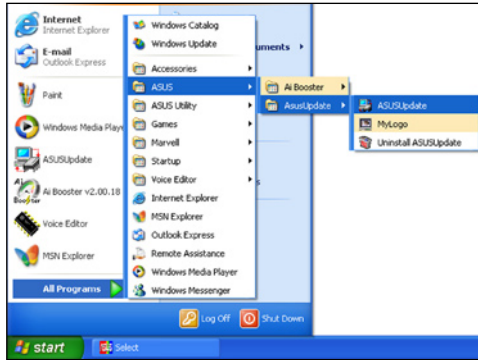 Internet
Internet Explorer
E-mail
Outlook Express
Paint
Windows Media Play
ASUSUpdate
Ai Booster v2.00.18
Voice Editor
MSN Explorer
All Programs
Windows Catalog
Windows Update
Accessories
ASUS
ASUS Utility
Games
Marvell
Startup
Voice Editor
Internet Explorer
MSN Explorer
Outlook Express
Remote Assistance
Windows Media Player
Windows Messenger
uments
s
Ai Booster
AsusUpdate
ASUSUpdate
MyLogo
Uninstall ASUSUpdate
Log Off
Shut Down
start
Select